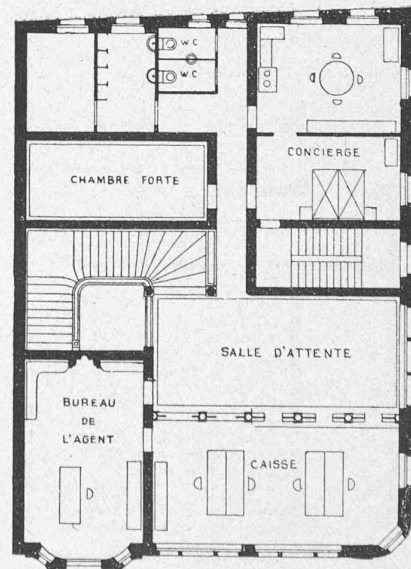 W.C
W.C
CONCIERGE
CHAMBRE FORTE
SALLE D'ATTENTE
BUREAU
DE
L'AGENT
CAISSE